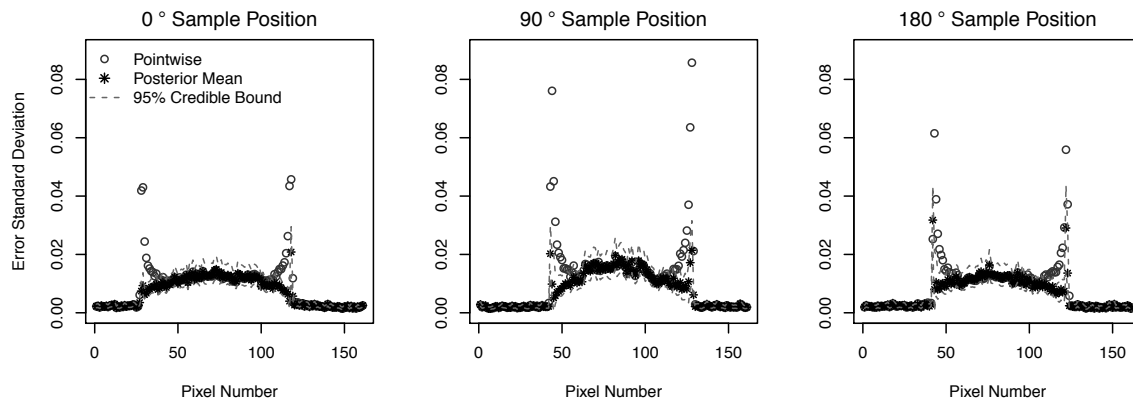 0 ° Sample Position
90 ° Sample Position
180 ° Sample Position
Pointwise
Posterior Mean
95% Credible Bound
Error Standard Deviation
0.00
0.02
0.04
0.06
0.08
0.00
0.02
0.04
0.06
0.08
0.00
0.02
0.04
0.06
0.08
0 50 100 150
0 50 100 150
0 50 100 150
Pixel Number
Pixel Number
Pixel Number